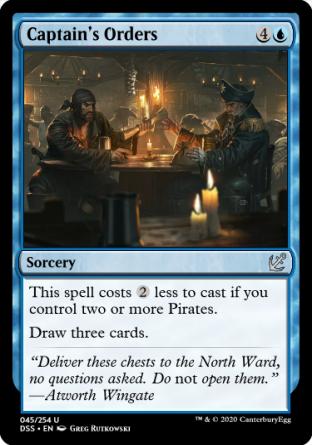 Captain's Orders 4
Sorcery
This spell costs 2 less to cast if you
control two or more Pirates.
Draw three cards.
“Deliver these chests to the North Ward,
no questions asked. Do not open them.”
—Atworth Wingate
045/254 U
DSS • EN Greg Rutkowski
™ & © 2020 CanterburyEgg